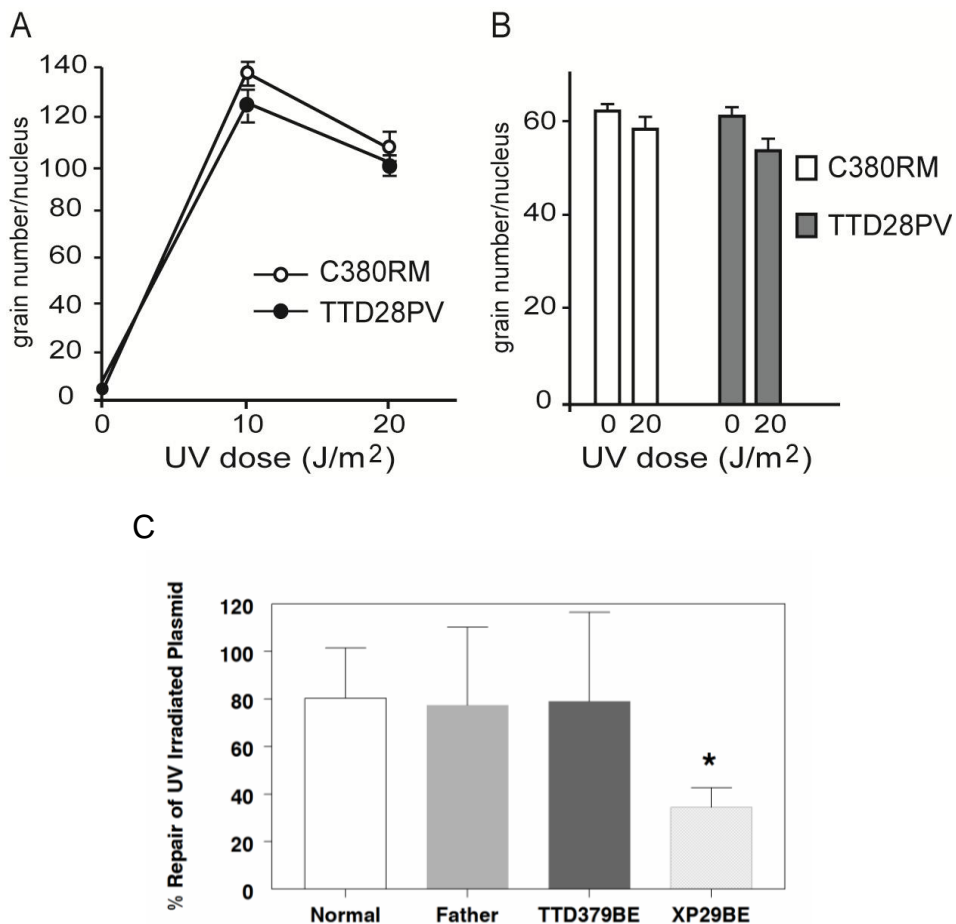 A
grain number/nucleus
140
120
100
80
60
40
20
0
0 10 20
UV dose (J/m²)
C380RM
TTD28PV
B
grain number/nucleus
60
40
20
0
0 20 0 20
UV dose (J/m²)
C380RM
TTD28PV
C
% Repair of UV Irradiated Plasmid
120
100
80
60
40
20
0
*
Normal Father TTD379BE XP29BE